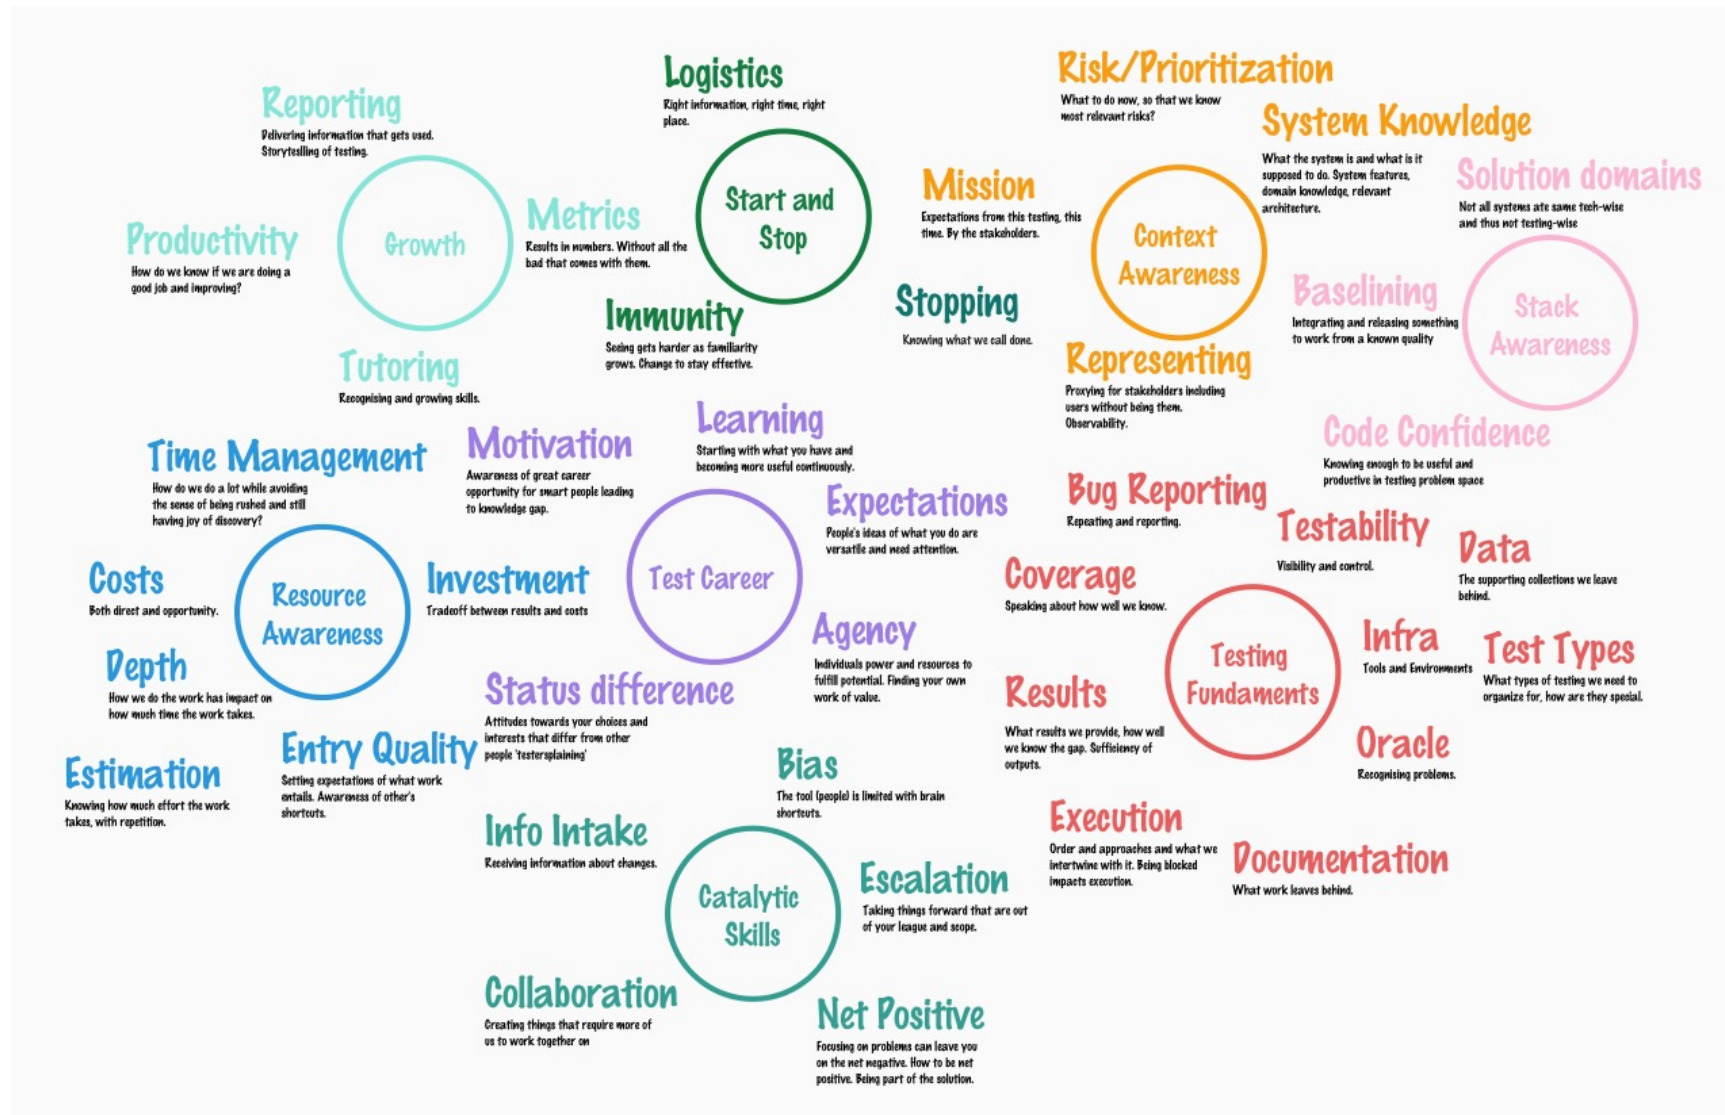 Reporting
Delivering information that gets used.
Storyteslling of testing.
Productivity
How do we know if we are doing a
good job and improving?
Growth
Metrics
Results in numbers. Without all the
bad that comes with them.
Tutoring
Recognising and growing skills.
Logistics
Right information, right time, right
place.
Start and
Stop
Immunity
Seeing gets harder as familiarity
grows. Change to stay effective.
Stopping
Knowing what we call done.
Risk/Prioritization
What to do now, so that we know
most relevant risks?
System Knowledge
What the system is and what is it
supposed to do. System features,
domain knowledge, relevant
architecture.
Mission
Expectations from this testing, this
time. By the stakeholders.
Context
Awareness
Representing
Proxying for stakeholders including
users without being them.
Observability.
Solution domains
Not all systems ate same tech-wise
and thus not testing-wise
Baselining
Integrating and releasing something
to work from a known quality
Stack
Awareness
Code Confidence
Knowing enough to be useful and
productive in testing problem space
Time Management
How do we do a lot while avoiding
the sense of being rushed and still
having joy of discovery?
Costs
Both direct and opportunity.
Resource
Awareness
Investment
Tradeoff between results and costs
Depth
How we do the work has impact on
how much time the work takes.
Estimation
Knowing how much effort the work
takes, with repetition.
Entry Quality
Setting expectations of what work
entails. Awareness of other's
shortcuts.
Motivation
Awareness of great career
opportunity for smart people leading
to knowledge gap.
Learning
Starting with what you have and
becoming more useful continuously.
Expectations
People's ideas of what you do are
versatile and need attention.
Test Career
Agency
Individuals power and resources to
fulfill potential. Finding your own
work of value.
Status difference
Attitudes towards your choices and
interests that differ from other
people 'testersplaining'
Bug Reporting
Repeating and reporting.
Testability
Visibility and control.
Data
The supporting collections we leave
behind.
Coverage
Speaking about how well we know.
Testing
Fundaments
Infra
Tools and Environments
Test Types
What types of testing we need to
organize for, how are they special.
Results
What results we provide, how well
we know the gap. Sufficiency of
outputs.
Oracle
Recognising problems.
Execution
Order and approaches and what we
intertwine with it. Being blocked
impacts execution.
Documentation
What work leaves behind.
Bias
The tool (people) is limited with brain
shortcuts.
Info Intake
Receiving information about changes.
Catalytic
Skills
Escalation
Taking things forward that are out
of your league and scope.
Collaboration
Creating things that require more of
us to work together on
Net Positive
Focusing on problems can leave you
on the net negative. How to be net
positive. Being part of the solution.